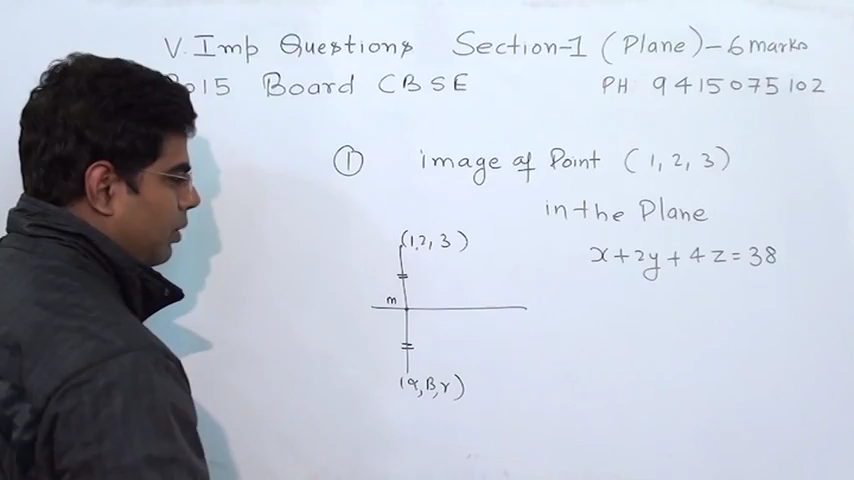 V. Imp Questions Section-1 (Plane) - 6 marks
2015 Board CBSE PH 9415075102
① image of Point (1, 2, 3)
in the Plane
(1,2, 3)
x + 2y + 4z = 38
m
(α, β, γ)